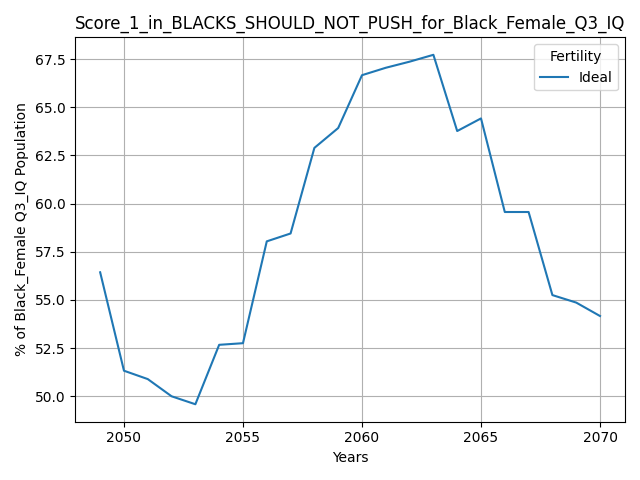 Score_1_in_BLACKS_SHOULD_NOT_PUSH_for_Black_Female_Q3_IQ
Fertility
Ideal
% of Black_Female Q3_IQ Population
67.5
65.0
62.5
60.0
57.5
55.0
52.5
50.0
2050 2055 2060 2065 2070
Years